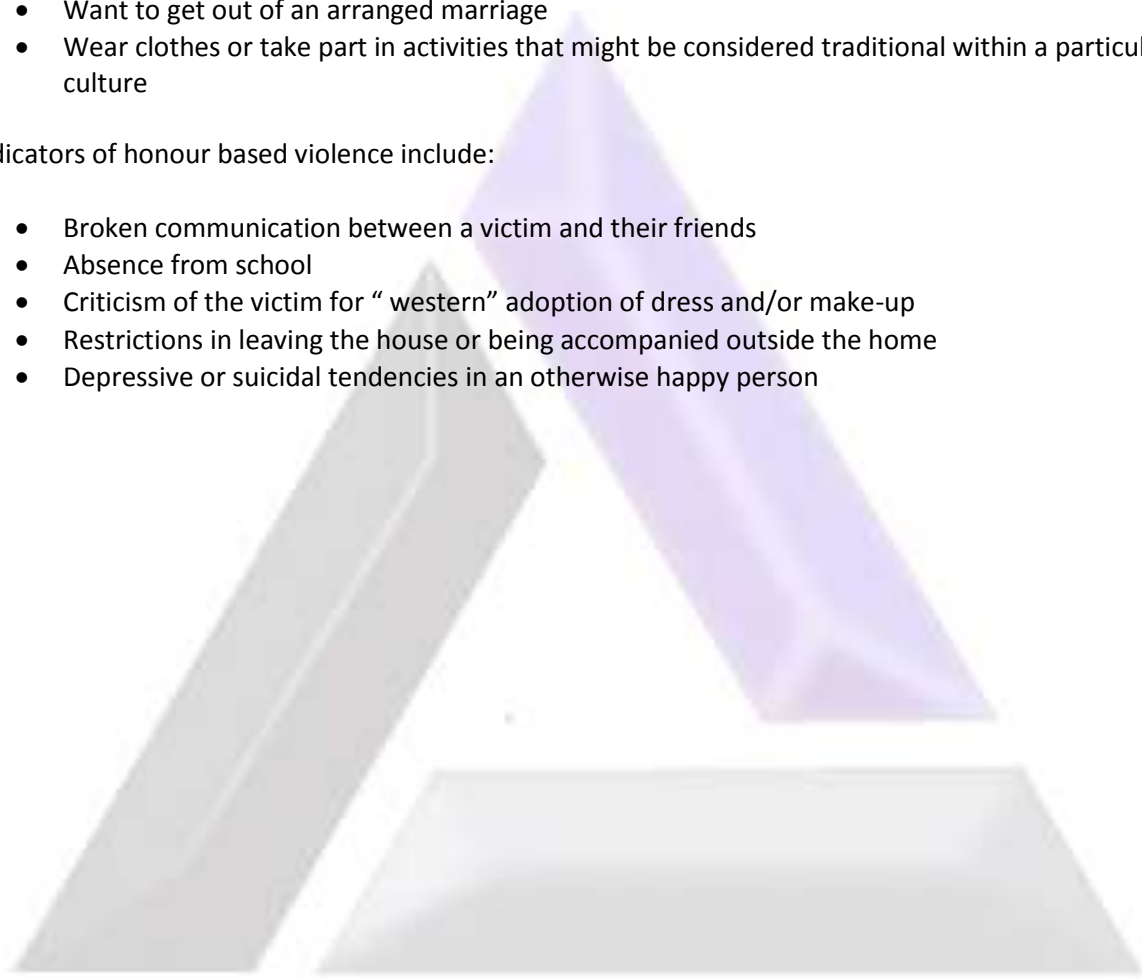 • Want to get out of an arranged marriage
• Wear clothes or take part in activities that might be considered traditional within a
culture
of honour based violence include:
• Broken communication between a victim and their friends
• Absence from school
• Criticism of the victim for “ western” adoption of dress and/or make-up
• Restrictions in leaving the house or being accompanied outside the home
• Depressive or suicidal tendencies in an otherwise happy person